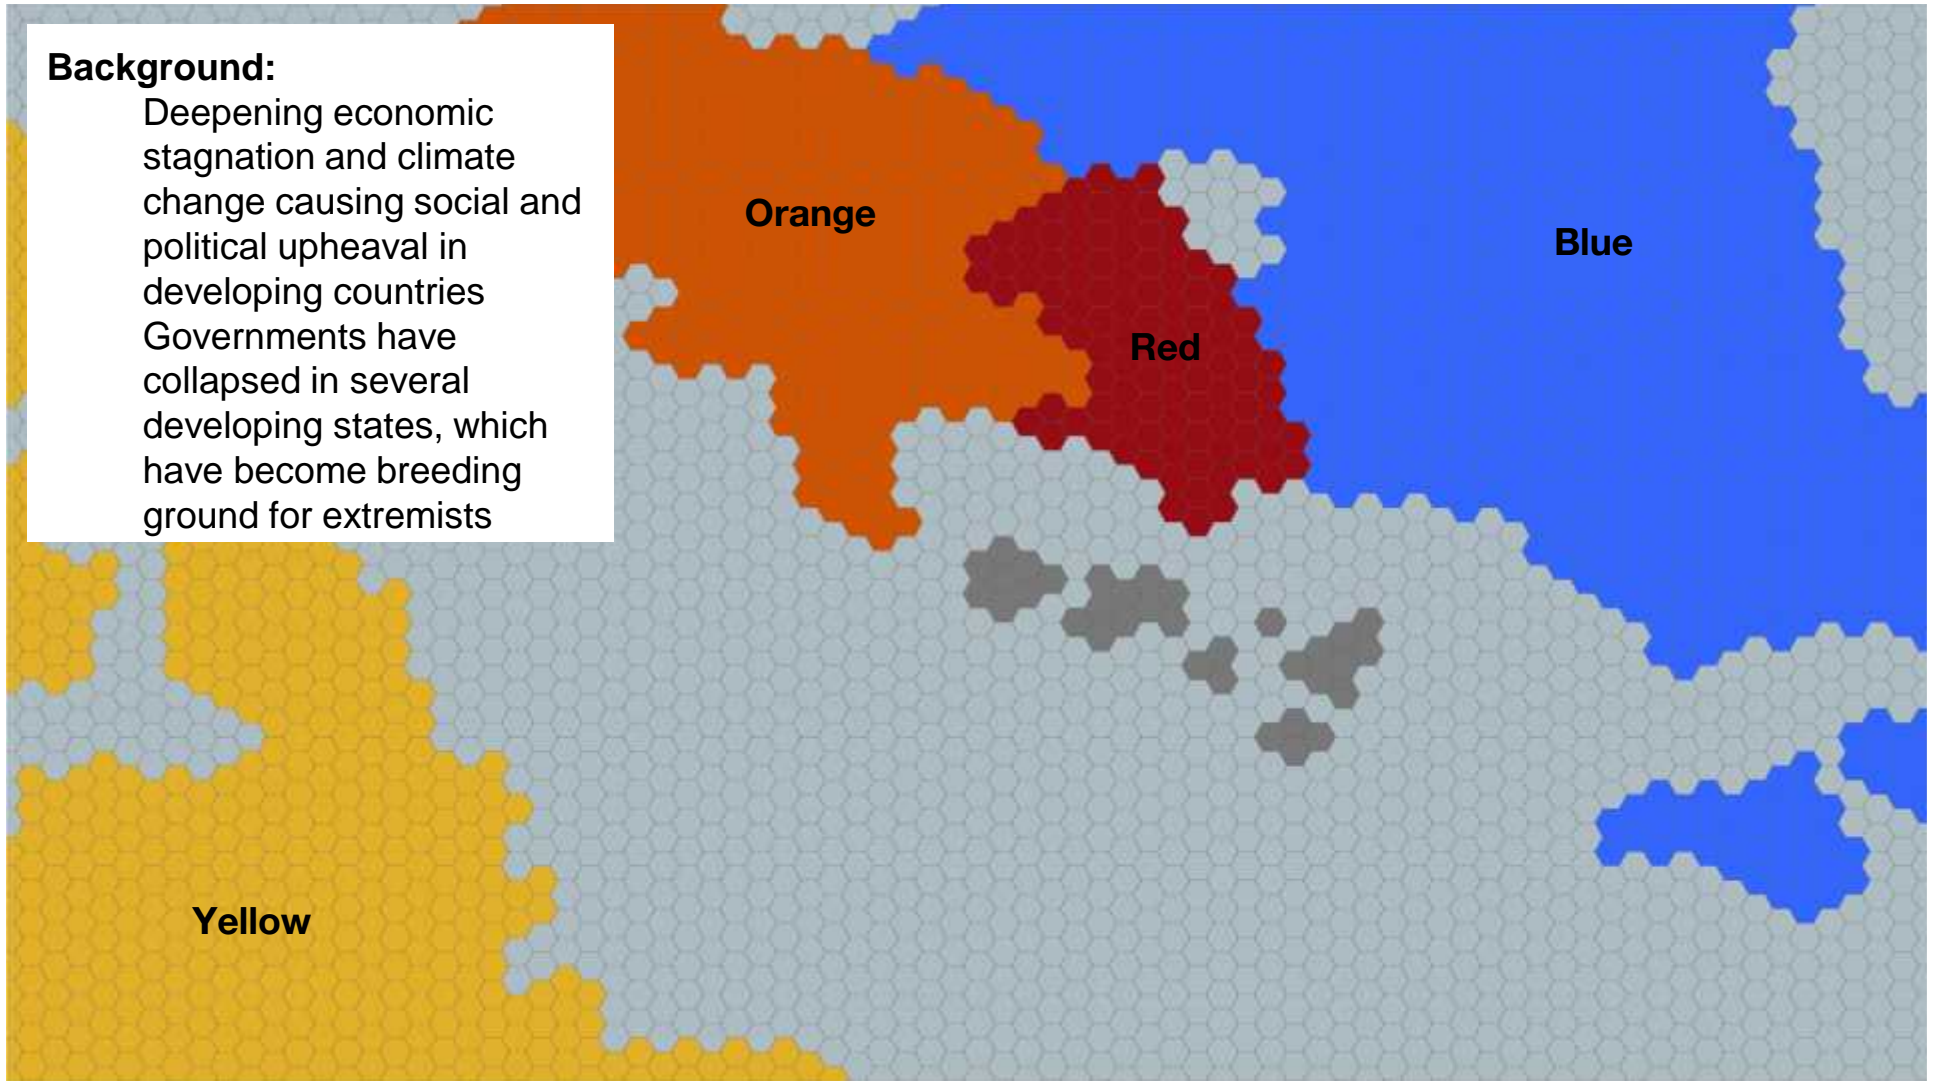 Background:
Deepening economic
stagnation and climate
change causing social and
political upheaval in
developing countries
Governments have
collapsed in several
developing states, which
have become breeding
ground for extremists
Orange
Blue
Red
Yellow